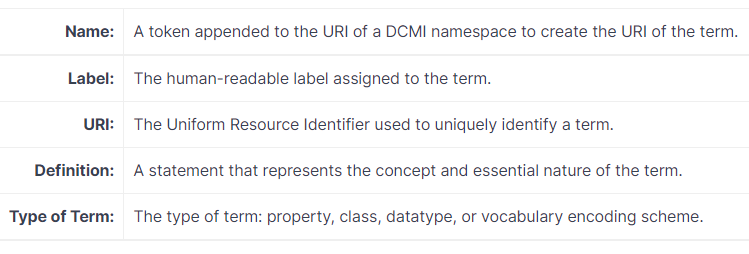 Name: A token appended to the URI of a DCMI namespace to create the URI of the term.
Label: The human-readable label assigned to the term.
URI: The Uniform Resource Identifier used to uniquely identify a term.
Definition: A statement that represents the concept and essential nature of the term.
Type of Term: The type of term: property, class, datatype, or vocabulary encoding scheme.